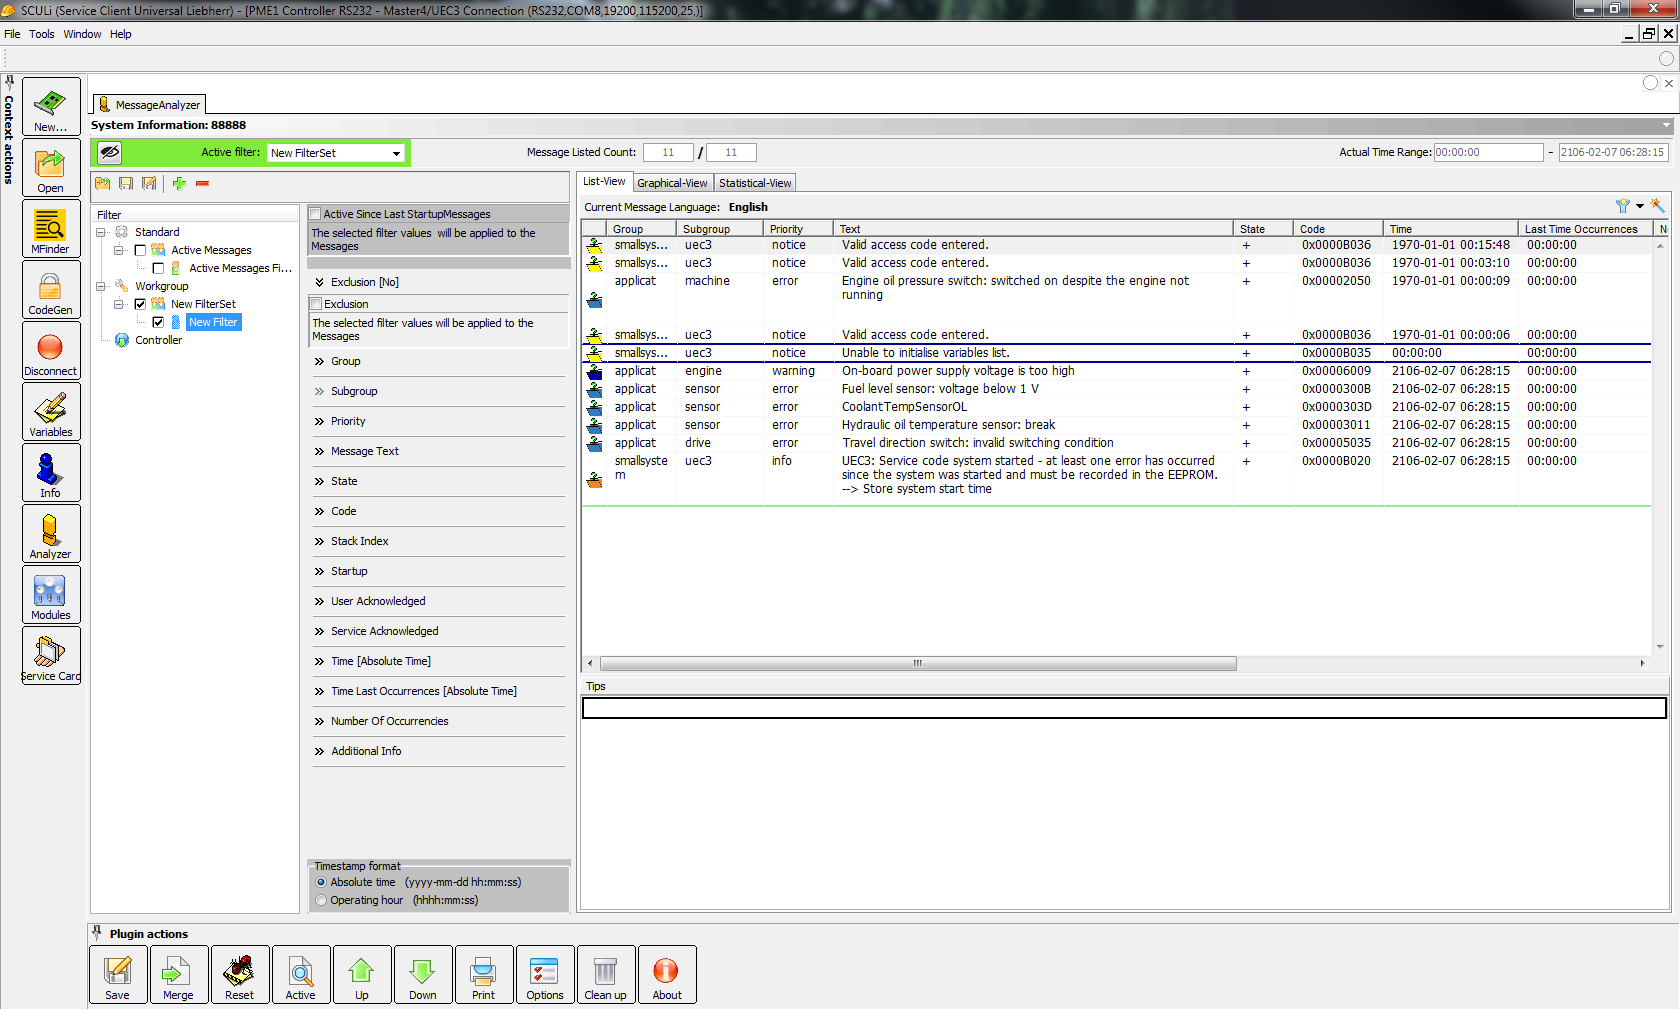 SCULi (Service Client Universal Liebherr) - [PME1 Controller RS232 - Master4/UEC3 Connection (RS232,COM8,19200,115200,25,)]
File Tools Window Help
Context actions
New...
Open
MFinder
CodeGen
Disconnect
Variables
Info
Analyzer
Modules
Service Card
MessageAnalyzer
System Information: 88888
Active filter: New FilterSet
Message Listed Count: 11 / 11
Actual Time Range: 00:00:00 - 2106-02-07 06:28:15
Filter
Standard
Active Messages
Active Messages Fi...
Workgroup
New FilterSet
New Filter
Controller
Active Since Last StartupMessages
The selected filter values will be applied to the
Messages
Exclusion [No]
Exclusion
The selected filter values will be applied to the
Messages
Group
Subgroup
Priority
Message Text
State
Code
Stack Index
Startup
User Acknowledged
Service Acknowledged
Time [Absolute Time]
Time Last Occurrences [Absolute Time]
Number Of Occurrencies
Additional Info
Timestamp format
Absolute time (yyyy-mm-dd hh:mm:ss)
Operating hour (hhhh:mm:ss)
List-View Graphical-View Statistical-View
Current Message Language: English
Group Subgroup Priority Text State Code Time Last Time Occurrences
smallsys... uec3 notice Valid access code entered. + 0x0000B036 1970-01-01 00:15:48 00:00:00
smallsys... uec3 notice Valid access code entered. + 0x0000B036 1970-01-01 00:03:10 00:00:00
applicat machine error Engine oil pressure switch: switched on despite the engine not + 0x00002050 1970-01-01 00:00:09 00:00:00
running
smallsys... uec3 notice Valid access code entered. + 0x0000B036 1970-01-01 00:00:06 00:00:00
smallsys... uec3 notice Unable to initialise variables list. + 0x0000B035 00:00:00 00:00:00
applicat engine warning On-board power supply voltage is too high + 0x00006009 2106-02-07 06:28:15 00:00:00
applicat sensor error Fuel level sensor: voltage below 1 V + 0x0000300B 2106-02-07 06:28:15 00:00:00
applicat sensor error CoolantTempSensorOL + 0x0000303D 2106-02-07 06:28:15 00:00:00
applicat sensor error Hydraulic oil temperature sensor: break + 0x00003011 2106-02-07 06:28:15 00:00:00
applicat drive error Travel direction switch: invalid switching condition + 0x00005035 2106-02-07 06:28:15 00:00:00
smallsyste uec3 info UEC3: Service code system started - at least one error has occurred + 0x0000B020 2106-02-07 06:28:15 00:00:00
m since the system was started and must be recorded in the EEPROM.
--> Store system start time
Tips
Plugin actions
Save Merge Reset Active Up Down Print Options Clean up About